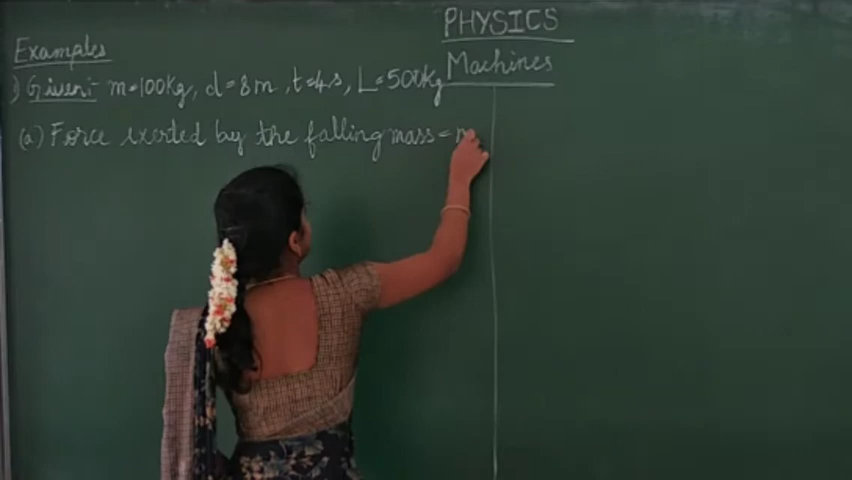 PHYSICS
Machines
Examples
1) Given:- m=100kg, d=8m, t=4s, L=500kg
(a) Force exerted by the falling mass =